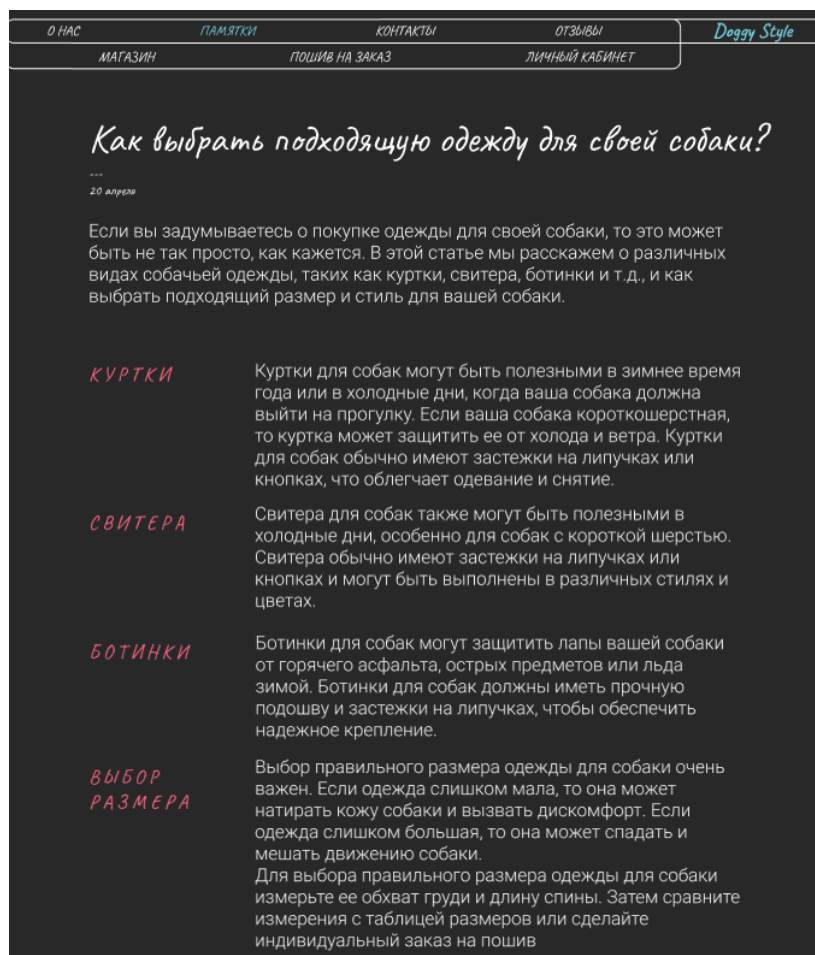 О НАС ПАМЯТКИ КОНТАКТЫ ОТЗЫВЫ Doggy Style
МАГАЗИН ПОШИВ НА ЗАКАЗ ЛИЧНЫЙ КАБИНЕТ
Как выбрать подходящую одежду для своей собаки?
---
20 апреля
Если вы задумываетесь о покупке одежды для своей собаки, то это может
быть не так просто, как кажется. В этой статье мы расскажем о различных
видах собачьей одежды, таких как куртки, свитера, ботинки и т.д., и как
выбрать подходящий размер и стиль для вашей собаки.
КУРТКИ
Куртки для собак могут быть полезными в зимнее время
года или в холодные дни, когда ваша собака должна
выйти на прогулку. Если ваша собака короткошерстная,
то куртка может защитить ее от холода и ветра. Куртки
для собак обычно имеют застежки на липучках или
кнопках, что облегчает одевание и снятие.
СВИТЕРА
Свитера для собак также могут быть полезными в
холодные дни, особенно для собак с короткой шерстью.
Свитера обычно имеют застежки на липучках или
кнопках и могут быть выполнены в различных стилях и
цветах.
БОТИНКИ
Ботинки для собак могут защитить лапы вашей собаки
от горячего асфальта, острых предметов или льда
зимой. Ботинки для собак должны иметь прочную
подошву и застежки на липучках, чтобы обеспечить
надежное крепление.
ВЫБОР
РАЗМЕРА
Выбор правильного размера одежды для собаки очень
важен. Если одежда слишком мала, то она может
натирать кожу собаки и вызвать дискомфорт. Если
одежда слишком большая, то она может спадать и
мешать движению собаки.
Для выбора правильного размера одежды для собаки
измерьте ее обхват груди и длину спины. Затем сравните
измерения с таблицей размеров или сделайте
индивидуальный заказ на пошив